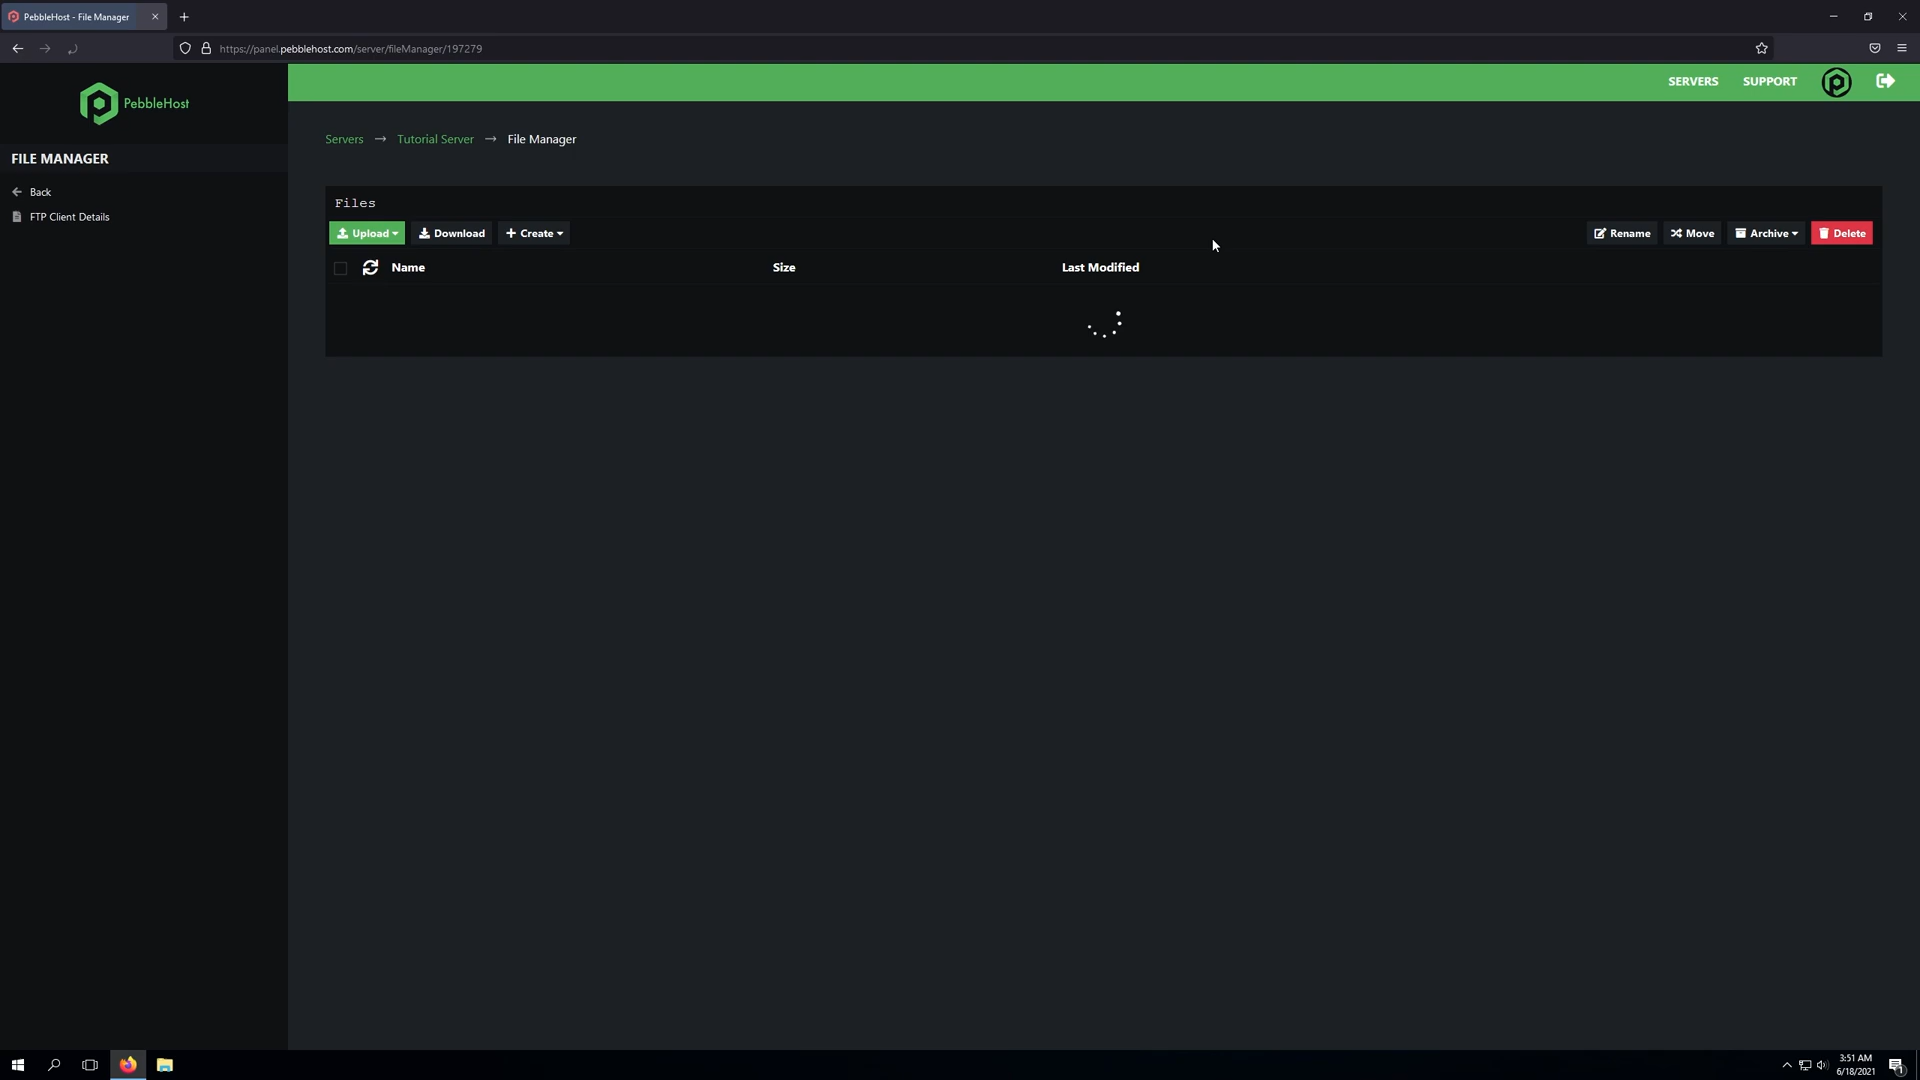 PebbleHost - File Manager
https://panel.pebblehost.com/server/fileManager/197279
PebbleHost
SERVERS
SUPPORT
FILE MANAGER
Back
FTP Client Details
Servers → Tutorial Server → File Manager
Files
Upload
Download
+ Create
Rename
Move
Archive
Delete
Name
Size
Last Modified
3:51 AM
6/18/2021
1